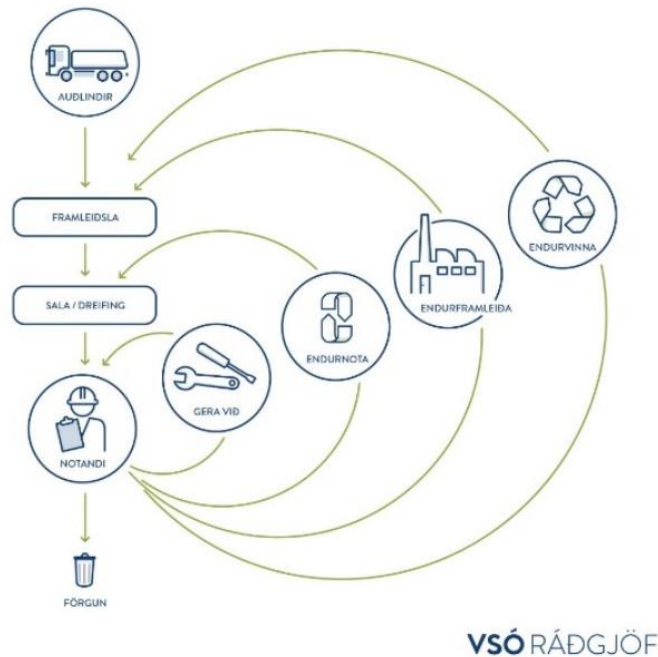 AUÐLINDIR
FRAMLEIÐSLA
SALA / DREIFING
NOTANDI
FÖRGUN
GERA VIÐ
ENDURNOTA
ENDURFRAMLEIÐA
ENDURVINNA
VSÓ RÁÐGJÖF